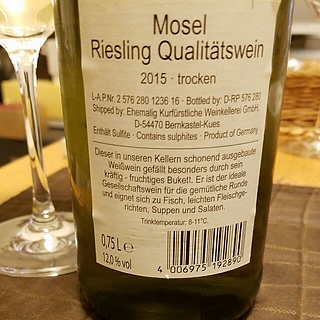 Mosel
Riesling Qualitätswein
2015 · trocken
L-A.P.Nr. 2 576 280 1236 16 · Bottled by: D-RP 576 280
Shipped by: Ehemalig Kurfürstliche Weinkellerei GmbH,
D-54470 Bernkastel-Kues
Enthält Sulfite · Contains sulphites · Product of Germany
Dieser in unseren Kellern schonend ausgebaute
Weißwein gefällt besonders durch sein
kräftig - fruchtiges Bukett. Er ist der ideale
Gesellschaftswein für die gemütliche Runde
und eignet sich zu Fisch, leichten Fleischge-
richten, Suppen und Salaten.
Trinktemperatur: 8-11°C.
0,75 L e
12,0 % vol
4 006975 192890